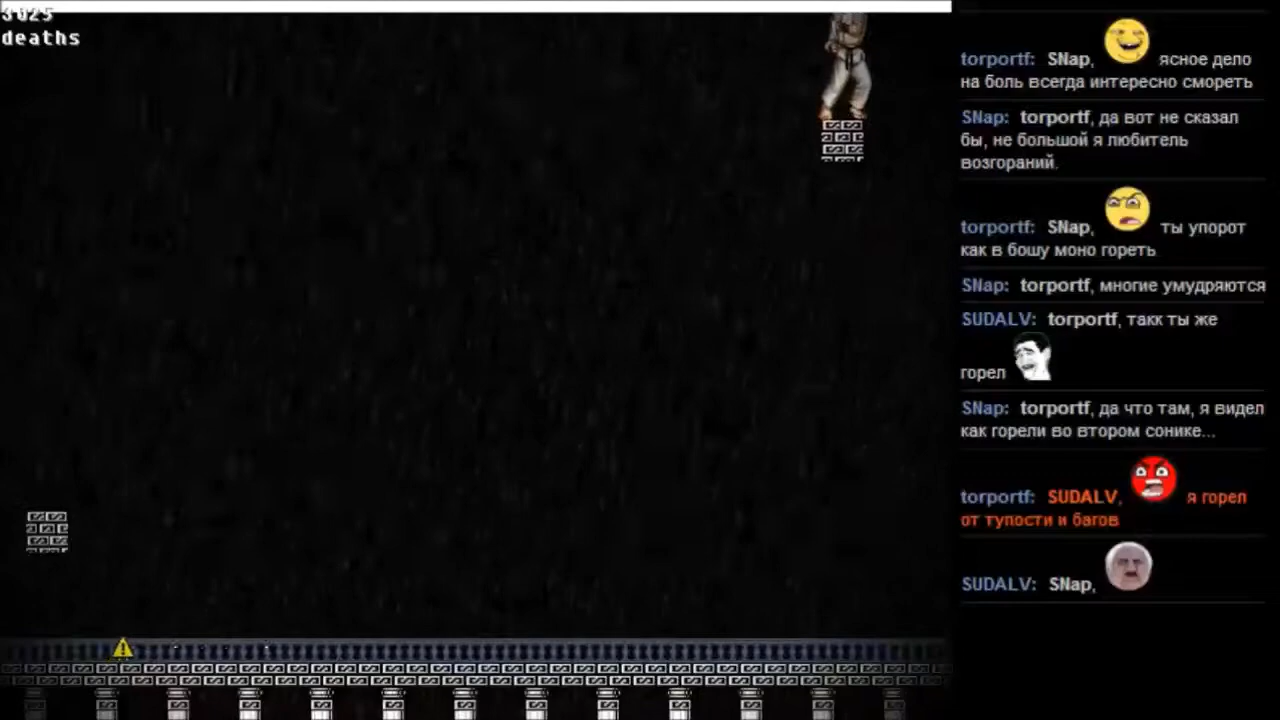 3025
deaths
torportf: SNap, ясное дело
на боль всегда интересно смореть
SNap: torportf, да вот не сказал
бы, не большой я любитель
возгораний.
torportf: SNap, ты упорот
как в бошу моно гореть
SNap: torportf, многие умудряются
SUDALV: torportf, такк ты же
горел
SNap: torportf, да что там, я видел
как горели во втором сонике...
torportf: SUDALV, я горел
от тупости и багов
SUDALV: SNap,